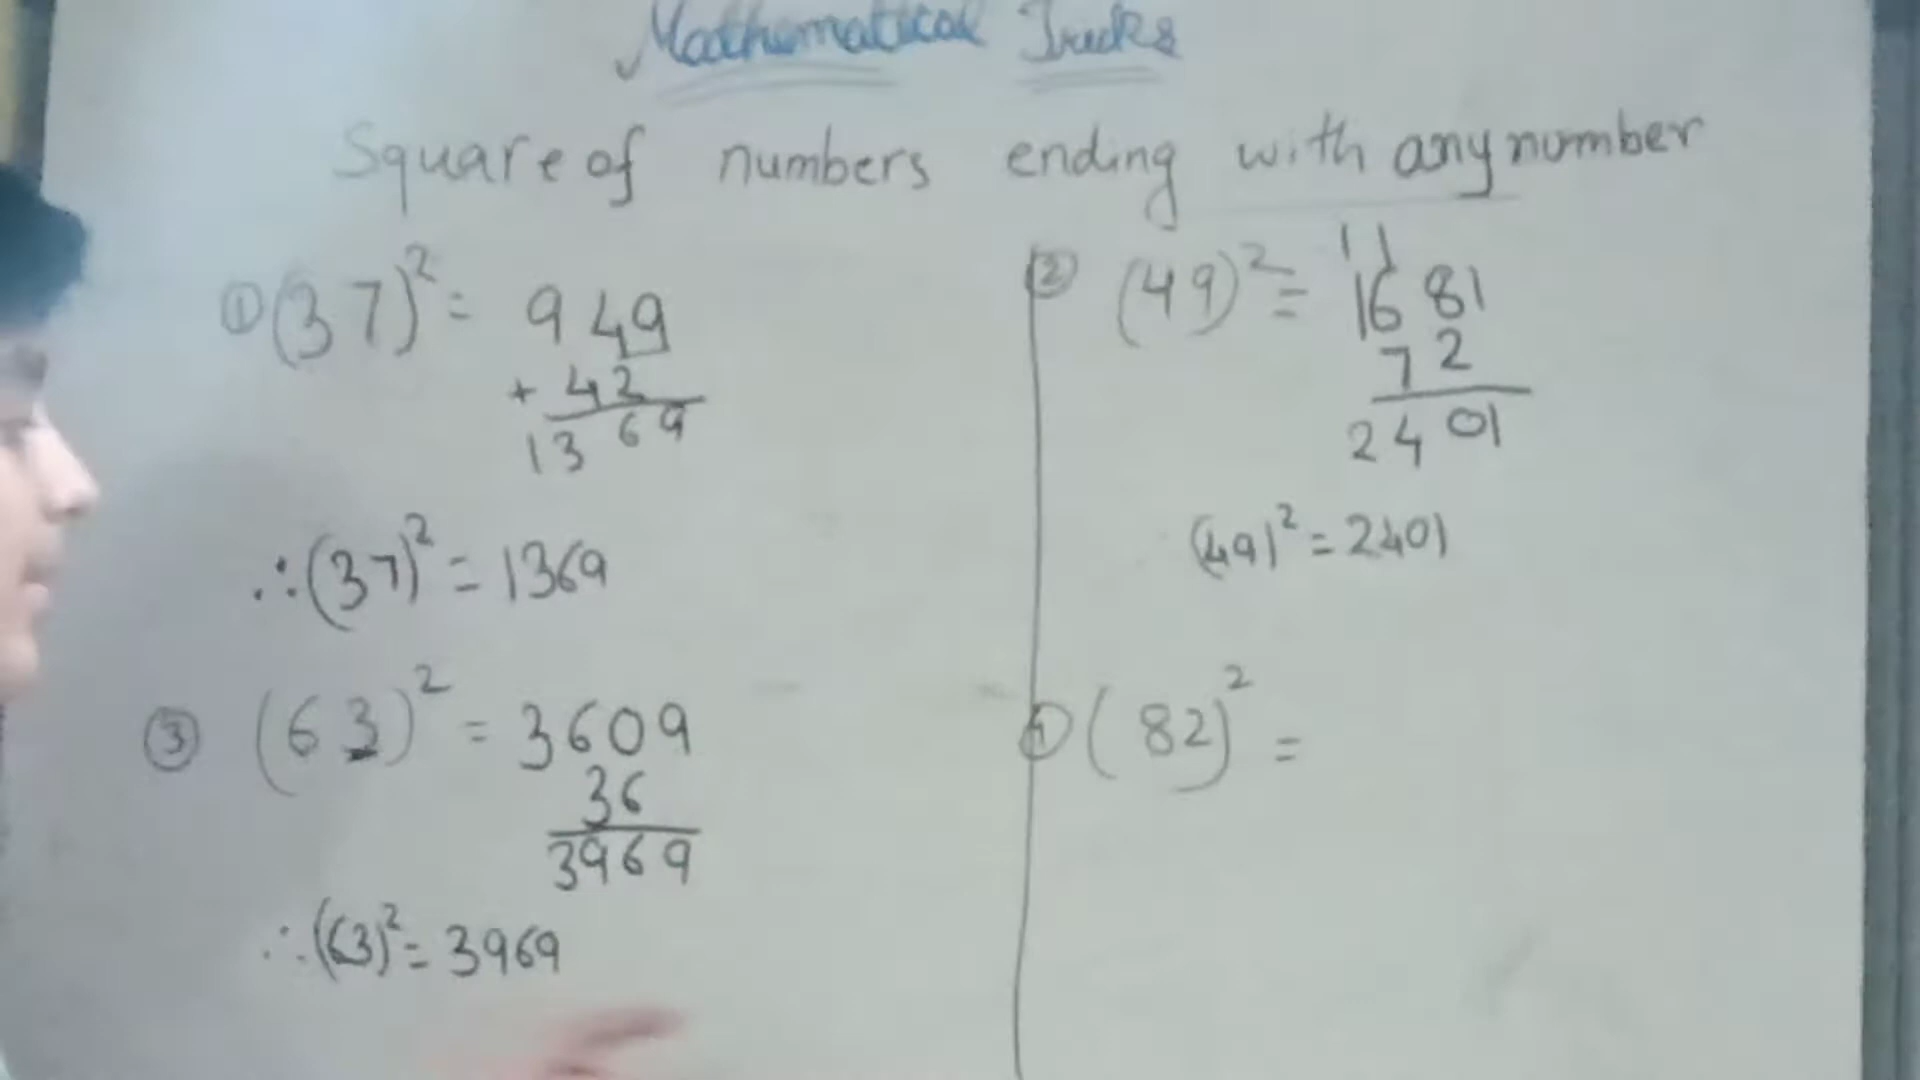 Mathematical Tricks
Square of numbers ending with any number
① (37)² = 949
+ 42
1369
∴ (37)² = 1369
② (49)² = 11
1681
72
2401
(49)² = 2401
③ (63)² = 3609
36
3969
∴ (63)² = 3969
④ (82)² =